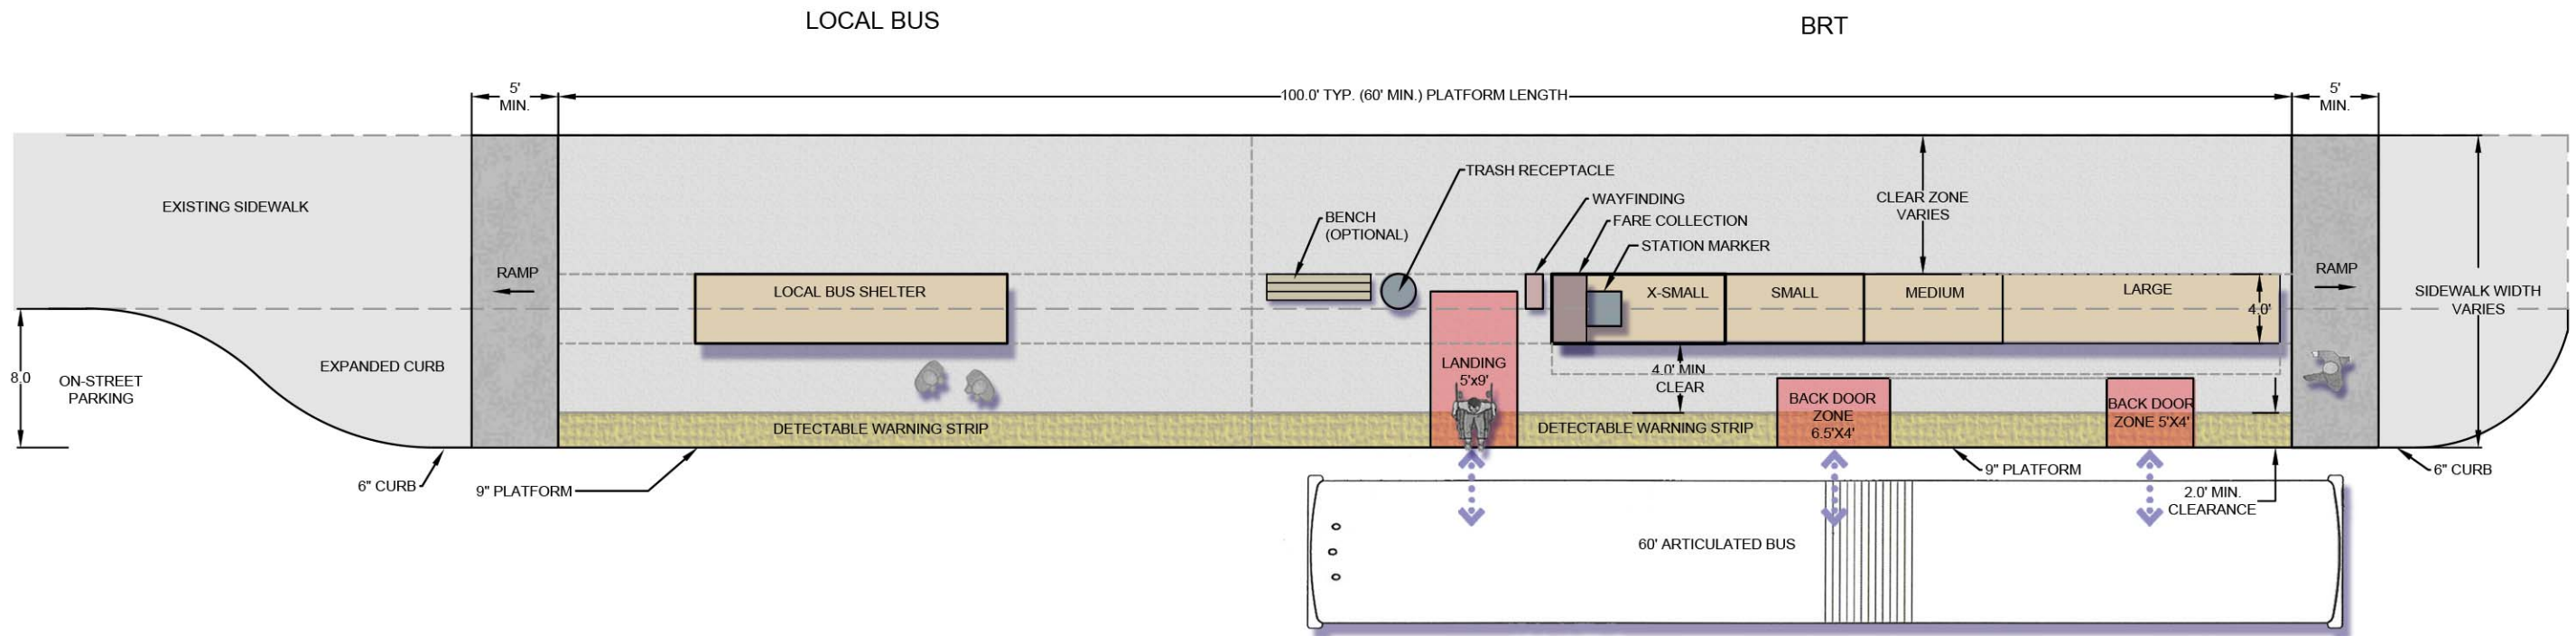 LOCAL BUS
BRT
5'
MIN.
100.0' TYP. (60' MIN.) PLATFORM LENGTH
5'
MIN.
TRASH RECEPTACLE
WAYFINDING
CLEAR ZONE
VARIES
EXISTING SIDEWALK
BENCH
(OPTIONAL)
FARE COLLECTION
STATION MARKER
RAMP
RAMP
LOCAL BUS SHELTER
X-SMALL
SMALL
MEDIUM
LARGE
4.0'
SIDEWALK WIDTH
VARIES
8.0
ON-STREET
PARKING
EXPANDED CURB
LANDING
5'x9'
4.0' MIN
CLEAR
BACK DOOR
ZONE
6.5'X4'
BACK DOOR
ZONE 5'X4'
DETECTABLE WARNING STRIP
DETECTABLE WARNING STRIP
6" CURB
9" PLATFORM
9" PLATFORM
6" CURB
2.0' MIN.
CLEARANCE
60' ARTICULATED BUS